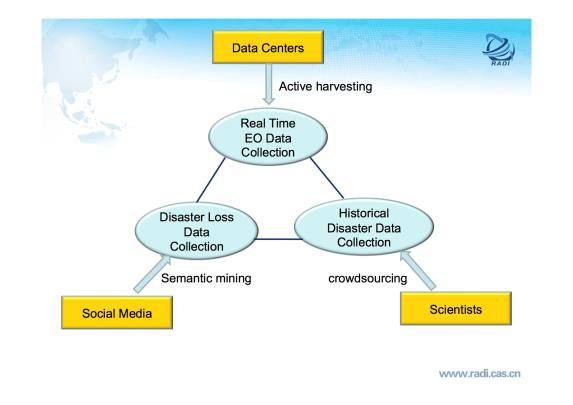 Data Centers
RADI
Active harvesting
Real Time
EO Data
Collection
Disaster Loss
Data
Collection
Historical
Disaster Data
Collection
Semantic mining
crowdsourcing
Social Media
Scientists
www.radi.cas.cn